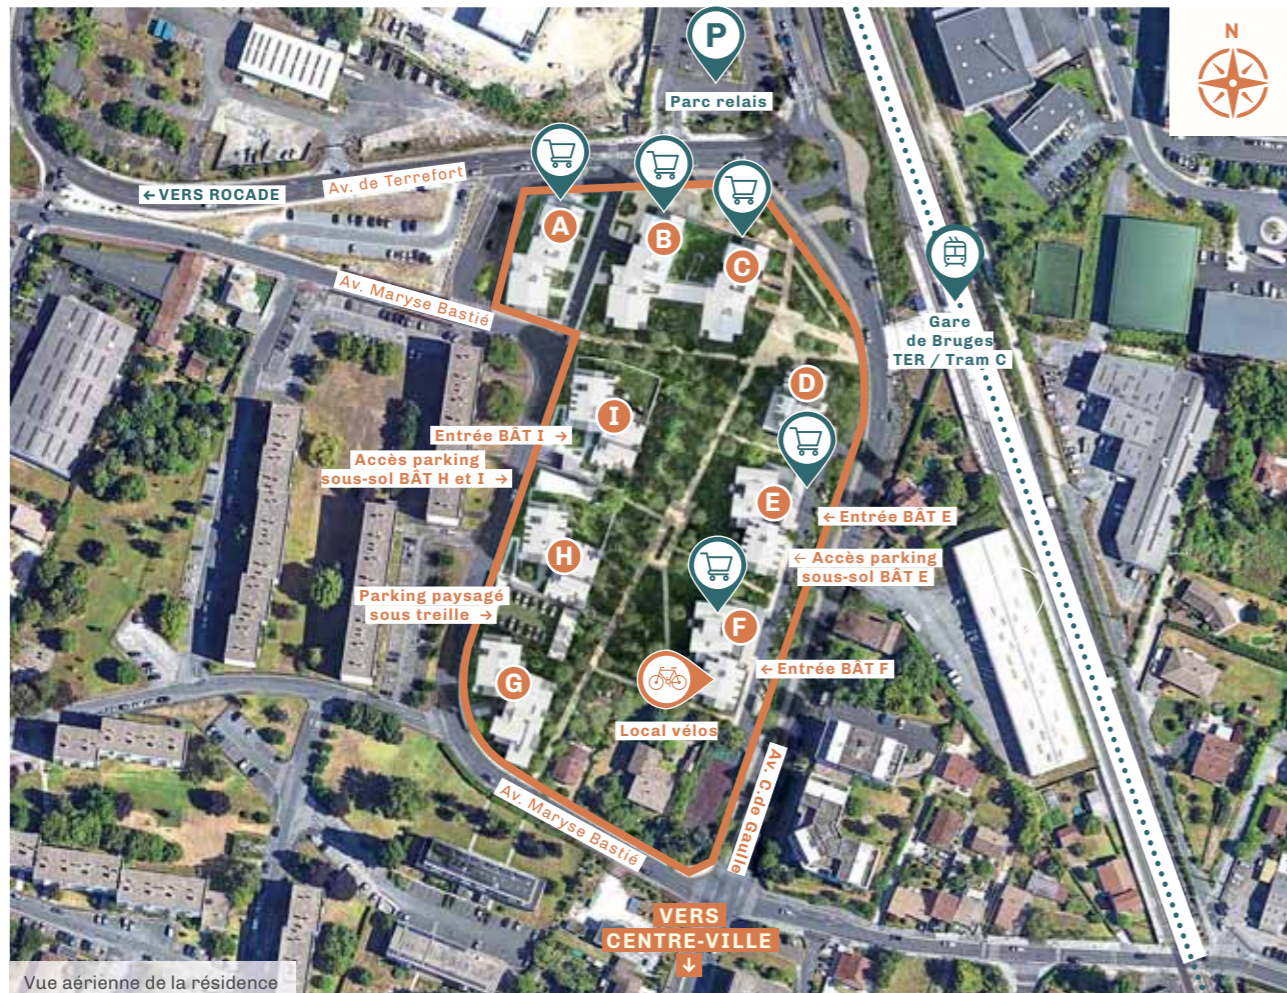 N
P
Parc relais
← VERS ROCADE
Av. de Terrefort
A
B
C
Av. Maryse Bastié
Gare
de Bruges
TER / Tram C
D
I
Entrée BÂT I →
Accès parking
sous-sol BÂT H et I →
E
← Entrée BÂT E
H
← Accès parking
sous-sol BÂT E
Parking paysagé
sous treille →
F
← Entrée BÂT F
G
Local vélos
Av. C.de Gaulle
Av. Maryse Bastié
VERS
CENTRE-VILLE
↓
Vue aérienne de la résidence